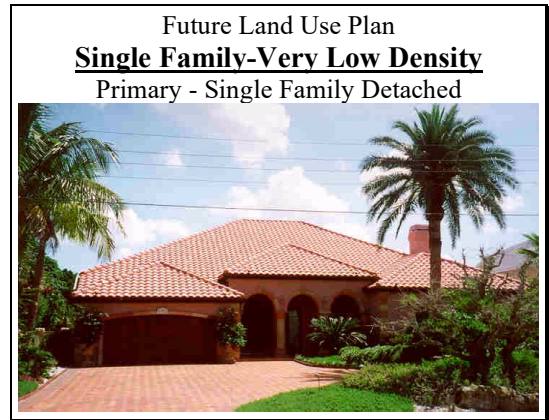 Future Land Use Plan
Single Family-Very Low Density
Primary - Single Family Detached